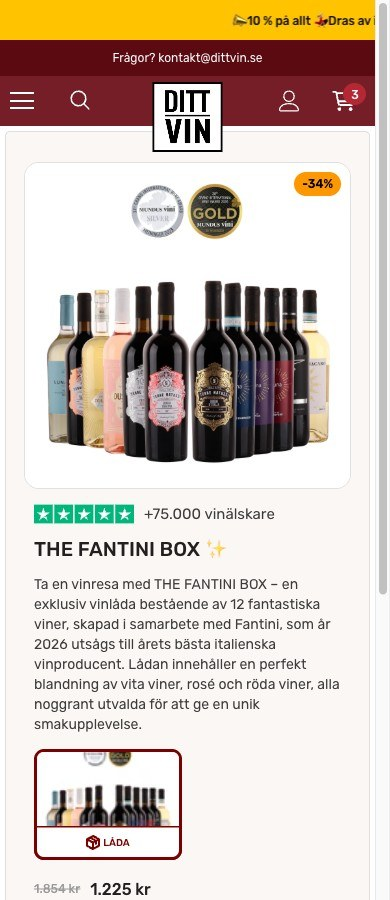 10 % på allt
Dras av i
Frågor? kontakt@dittvin.se
DITT
VIN
3
-34%
MUNDUS vini
SILVER
GOLD
MUNDUS vini
+75.000 vinälskare
THE FANTINI BOX ✨
Ta en vinresa med THE FANTINI BOX – en
exklusiv vinlåda bestående av 12 fantastiska
viner, skapad i samarbete med Fantini, som år
2026 utsågs till årets bästa italienska
vinproducent. Lådan innehåller en perfekt
blandning av vita viner, rosé och röda viner, alla
noggrant utvalda för att ge en unik
smakupplevelse.
LÅDA
1.854 kr 1.225 kr